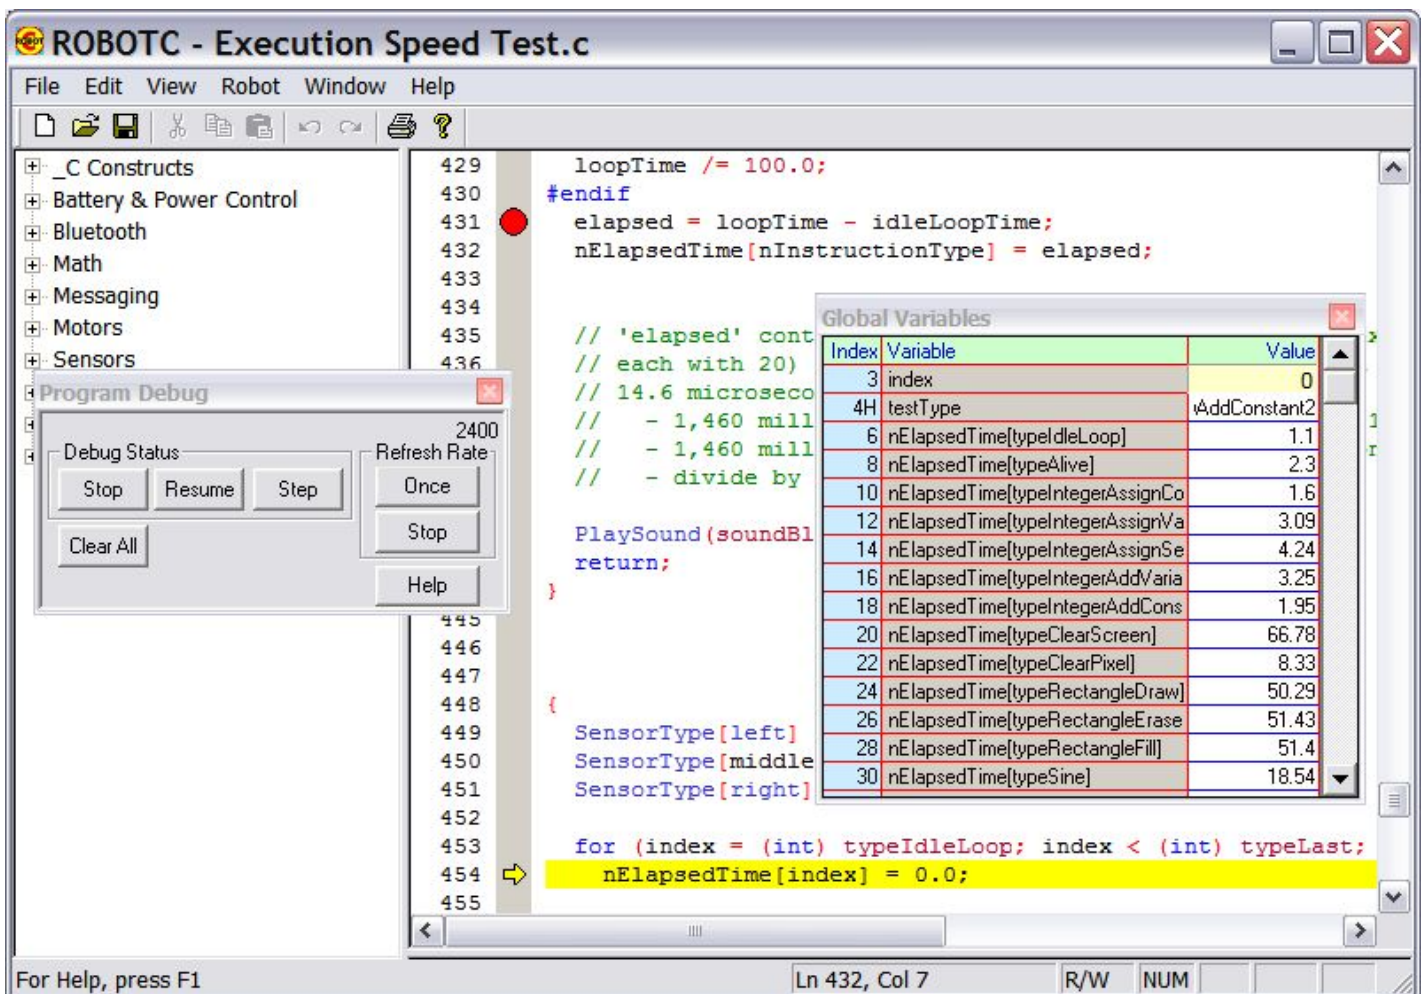 ROBOTC - Execution Speed Test.c
File Edit View Robot Window Help
_C Constructs
Battery & Power Control
Bluetooth
Math
Messaging
Motors
Sensors
Program Debug
2400
Debug Status
Refresh Rate
Stop Resume Step
Once
Stop
Clear All
Help
429 loopTime /= 100.0;
430 #endif
431 elapsed = loopTime - idleLoopTime;
432 nElapsedTime[nInstructionType] = elapsed;
433
434
435 // 'elapsed' cont
436 // each with 20)
// 14.6 microseco
// - 1,460 mill
// - 1,460 mill
// - divide by
PlaySound(soundBl
return;
}
445
446
447
448 {
449 SensorType[left]
450 SensorType[middle
451 SensorType[right]
452
453 for (index = (int) typeIdleLoop; index < (int) typeLast;
454 nElapsedTime[index] = 0.0;
455
Global Variables
Index Variable Value
3 index 0
4H testType AddConstant2
6 nElapsedTime[typeIdleLoop] 1.1
8 nElapsedTime[typeAlive] 2.3
10 nElapsedTime[typeIntegerAssignCo 1.6
12 nElapsedTime[typeIntegerAssignVa 3.09
14 nElapsedTime[typeIntegerAssignSe 4.24
16 nElapsedTime[typeIntegerAddVaria 3.25
18 nElapsedTime[typeIntegerAddCons 1.95
20 nElapsedTime[typeClearScreen] 66.78
22 nElapsedTime[typeClearPixel] 8.33
24 nElapsedTime[typeRectangleDraw] 50.29
26 nElapsedTime[typeRectangleErase 51.43
28 nElapsedTime[typeRectangleFill] 51.4
30 nElapsedTime[typeSine] 18.54
For Help, press F1
Ln 432, Col 7
R/W NUM